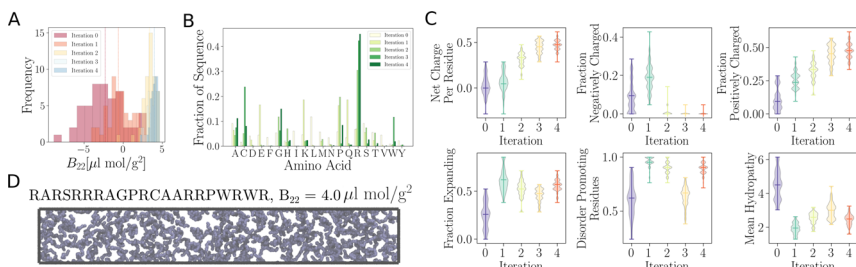 A
Frequency
15
10
5
0
−5
0
5
B22[μl mol/g2]
Iteration 0
Iteration 1
Iteration 2
Iteration 3
Iteration 4
B
Fraction of Sequence
0.4
0.3
0.2
0.1
0.0
A C D E F G H I K L M N P Q R S T V W Y
Amino Acid
Iteration 0
Iteration 1
Iteration 2
Iteration 3
Iteration 4
C
Net Charge
Per Residue
0.5
0.0
0 1 2 3 4
Iteration
Fraction
Negatively Charged
0.4
0.2
0.0
0 1 2 3 4
Iteration
Fraction
Positively Charged
0.50
0.25
0.00
0 1 2 3 4
Iteration
Fraction Expanding
0.5
0.0
0 1 2 3 4
Iteration
Disorder Promoting
Residues
1.0
0.5
0 1 2 3 4
Iteration
Mean Hydropathy
6
4
2
0 1 2 3 4
Iteration
D
RARSRRRAGPRCAARRPWRWR, B22 = 4.0 μl mol/g2